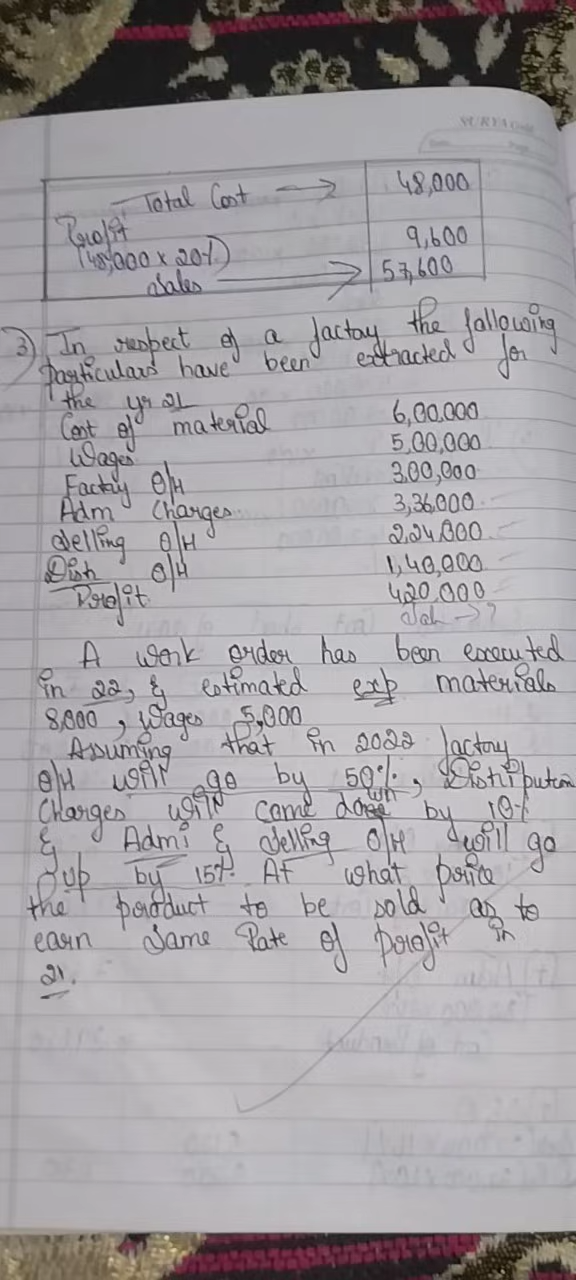 SURYA
Total Cost → 48,000
Profit
(48,000 x 20%) 9,600
Sales → 57,600
3) In respect of a factory the following
particulars have been extracted for
the yr 21
Cost of material 6,00,000
Wages 5,00,000
Factory O/H 3,00,000
Adm Charges 3,36,000
Selling O/H 2,24,000
Dish O/H 1,40,000
Profit 420,000
A work order has been executed
in 22, & estimated exp materials
8,000, Wages 5,000
Assuming that in 2022 factory
O/H will go by 50%, Distribution
Charges will come down by 10%
& Admi & Selling O/H will go
up by 15%. At what price
the product to be sold as to
earn Same Rate of profit in
21.